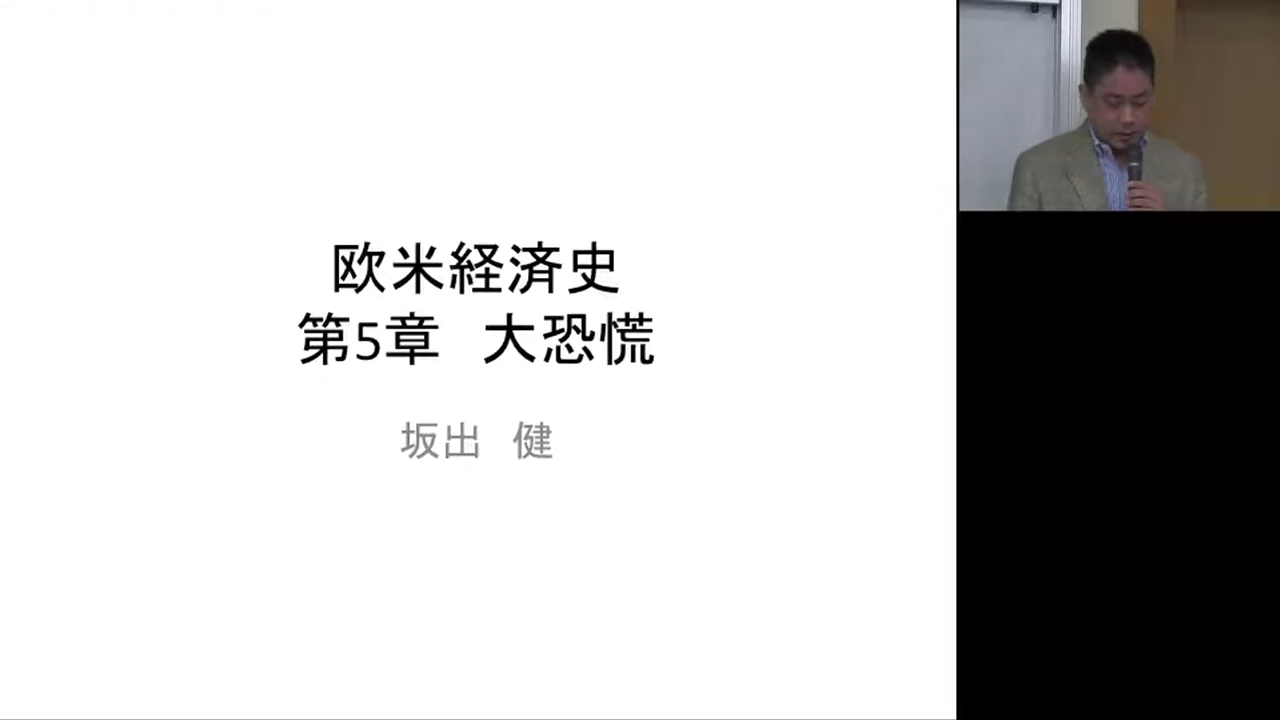 欧米経済史
第5章　大恐慌
坂出　健